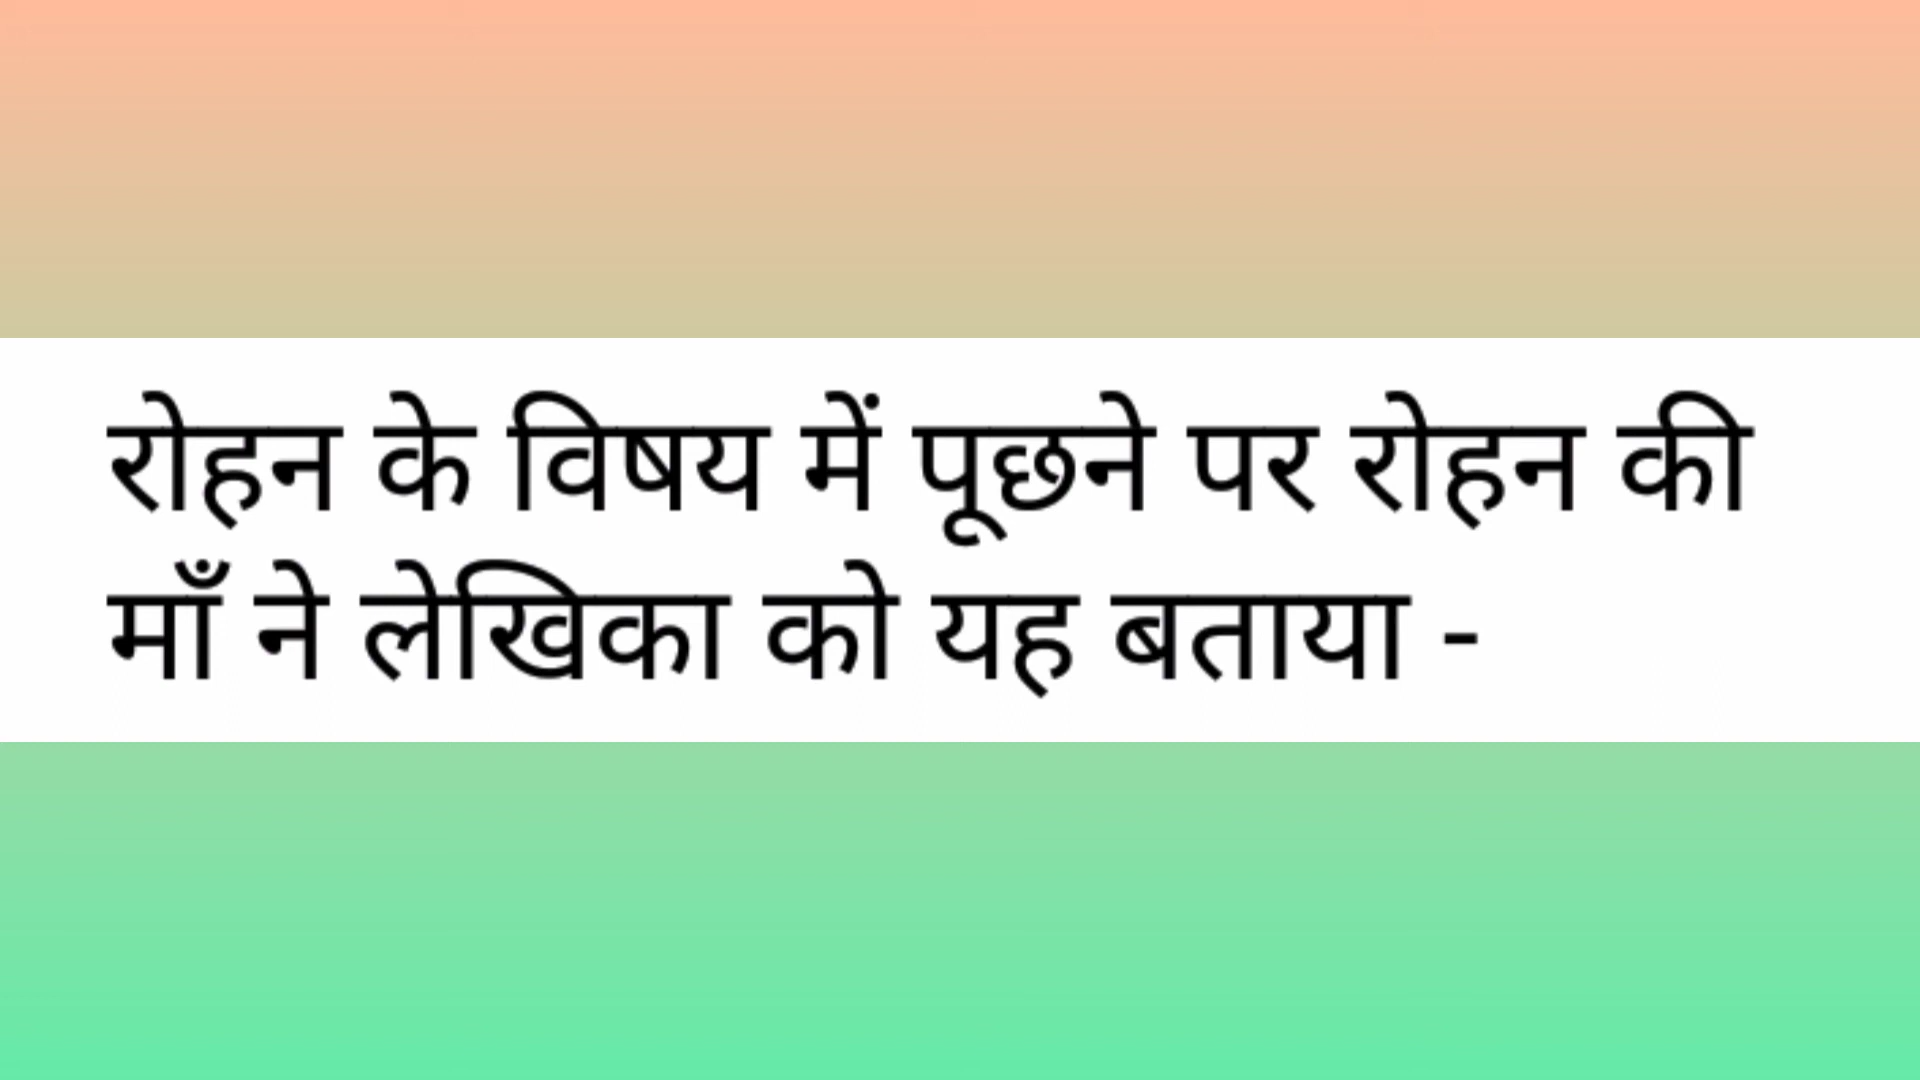 रोहन के विषय में पूछने पर रोहन की
माँ ने लेखिका को यह बताया -